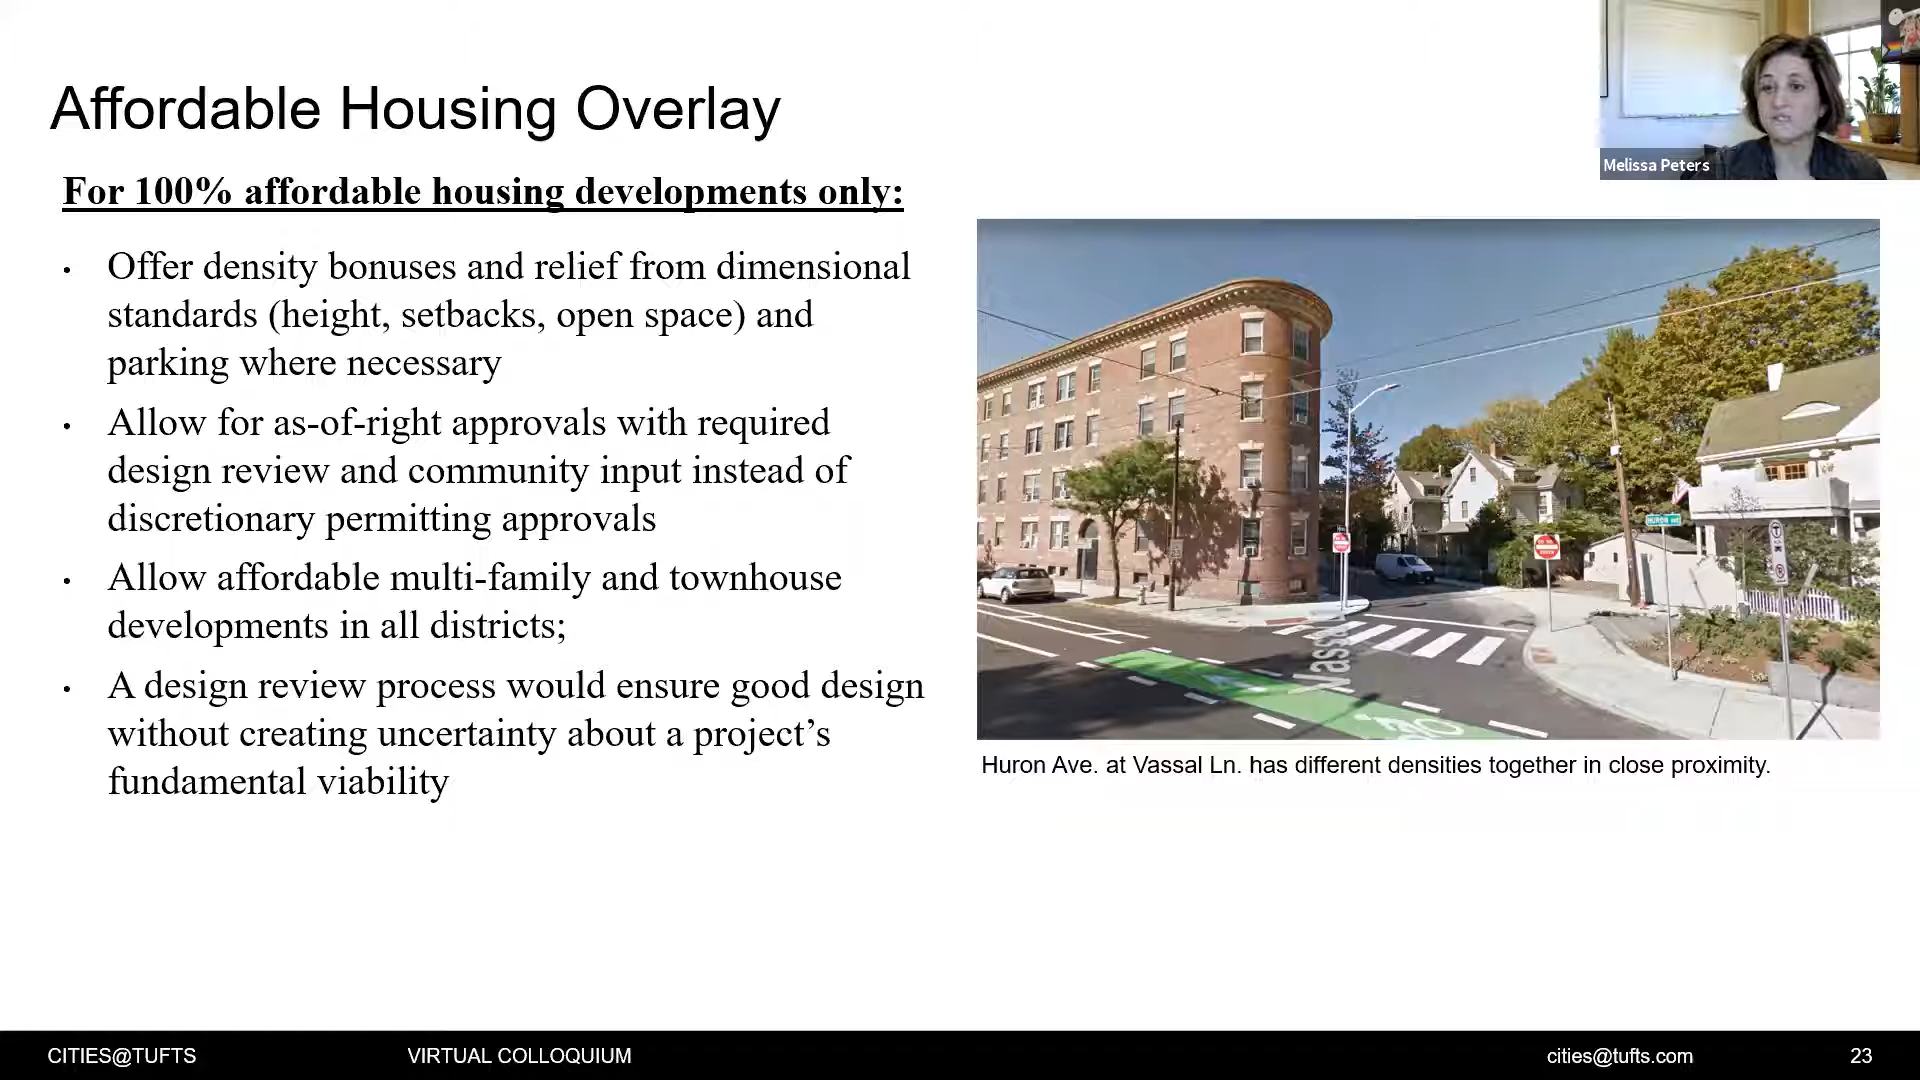 Affordable Housing Overlay
For 100% affordable housing developments only:
• Offer density bonuses and relief from dimensional
standards (height, setbacks, open space) and
parking where necessary
• Allow for as-of-right approvals with required
design review and community input instead of
discretionary permitting approvals
• Allow affordable multi-family and townhouse
developments in all districts;
• A design review process would ensure good design
without creating uncertainty about a project’s
fundamental viability
Melissa Peters
HURON AVE
Vassal
Huron Ave. at Vassal Ln. has different densities together in close proximity.
CITIES@TUFTS
VIRTUAL COLLOQUIUM
cities@tufts.com
23